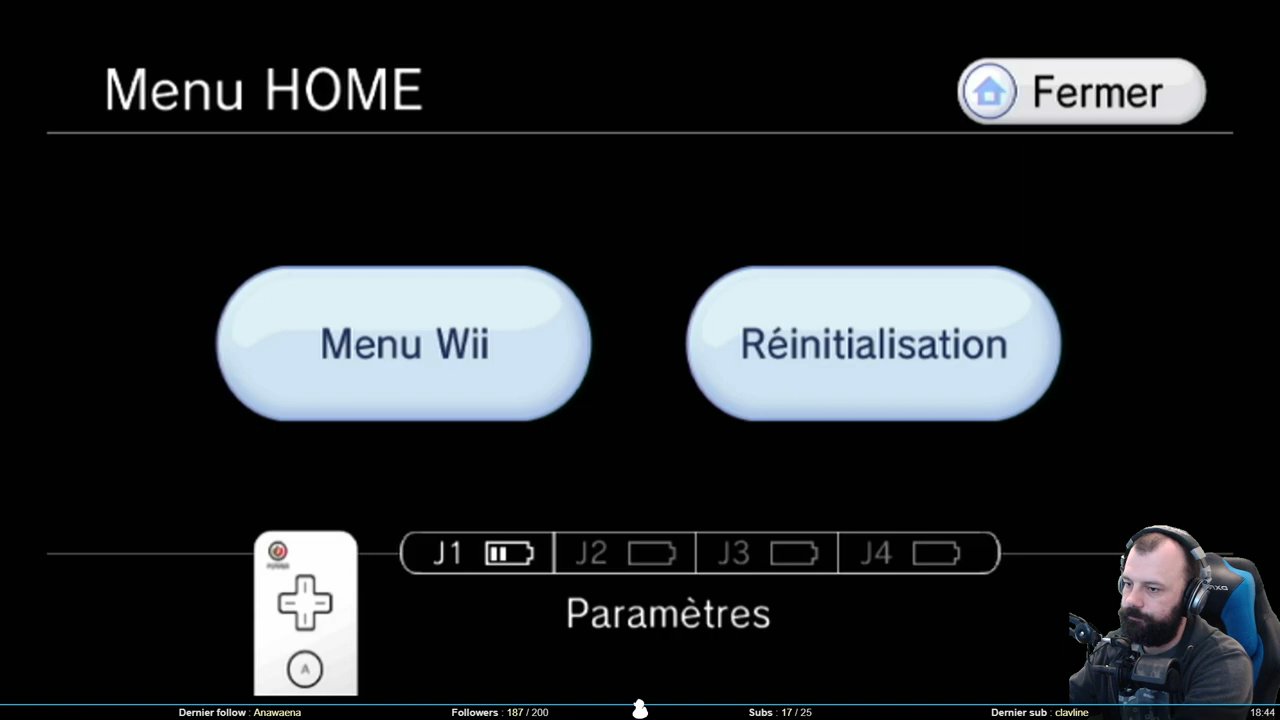 Menu HOME
Fermer
Menu Wii
Réinitialisation
POWER
J1 J2 J3 J4
A
Paramètres
Dernier follow : Anawaena
Followers : 187 / 200
Subs : 17 / 25
Dernier sub : clavline
18:44